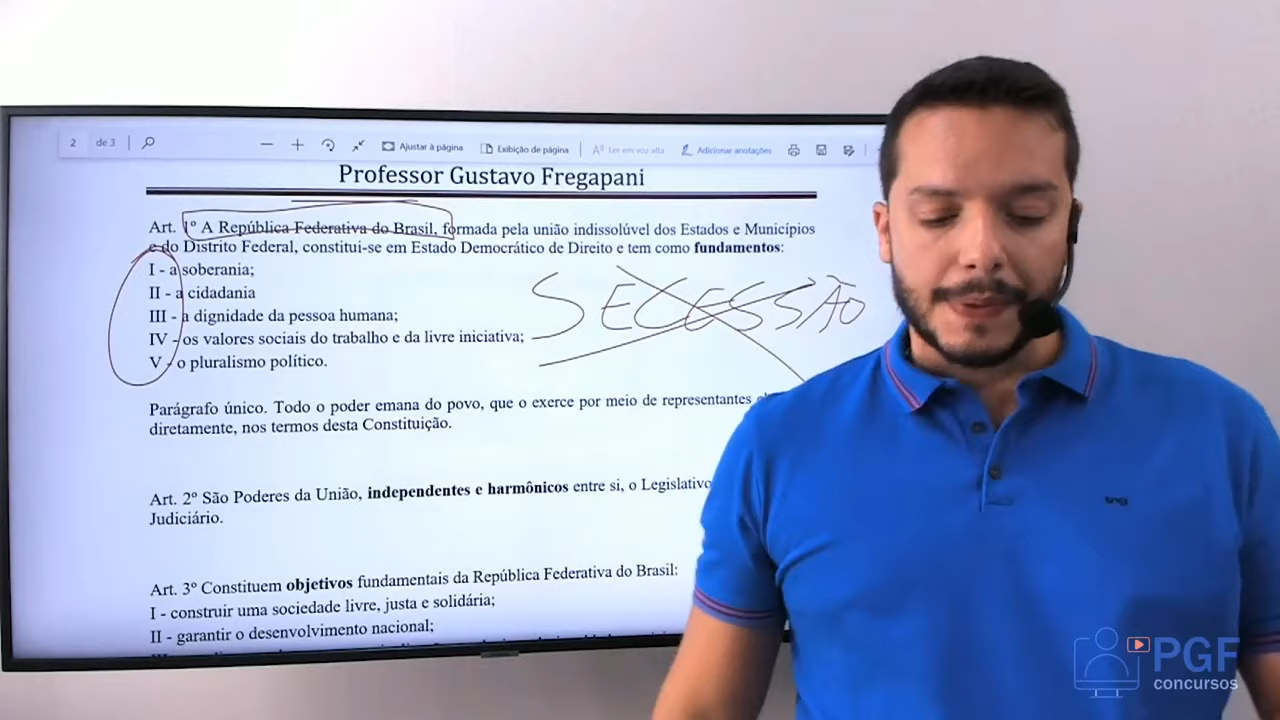 2 de 3
Ajustar à página
Exibição de página
Ler em voz alta
Adicionar anotações
Professor Gustavo Fregapani
Art. 1º A República Federativa do Brasil, formada pela união indissolúvel dos Estados e Municípios
e do Distrito Federal, constitui-se em Estado Democrático de Direito e tem como fundamentos:
I - a soberania;
II - a cidadania
III - a dignidade da pessoa humana;
IV - os valores sociais do trabalho e da livre iniciativa;
V - o pluralismo político.
SECESSÃO
Parágrafo único. Todo o poder emana do povo, que o exerce por meio de representantes
diretamente, nos termos desta Constituição.
Art. 2º São Poderes da União, independentes e harmônicos entre si, o Legislativo
Judiciário.
Art. 3º Constituem objetivos fundamentais da República Federativa do Brasil:
I - construir uma sociedade livre, justa e solidária;
II - garantir o desenvolvimento nacional;
PGF
concursos